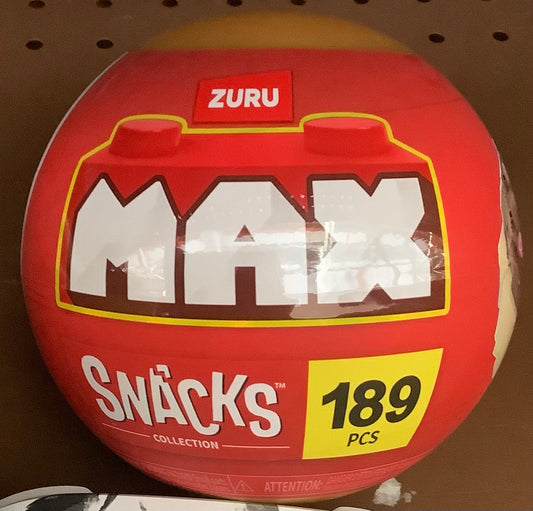 ZURU
MAX
SNACKS™
COLLECTION
189
PCS
ATTENTION: